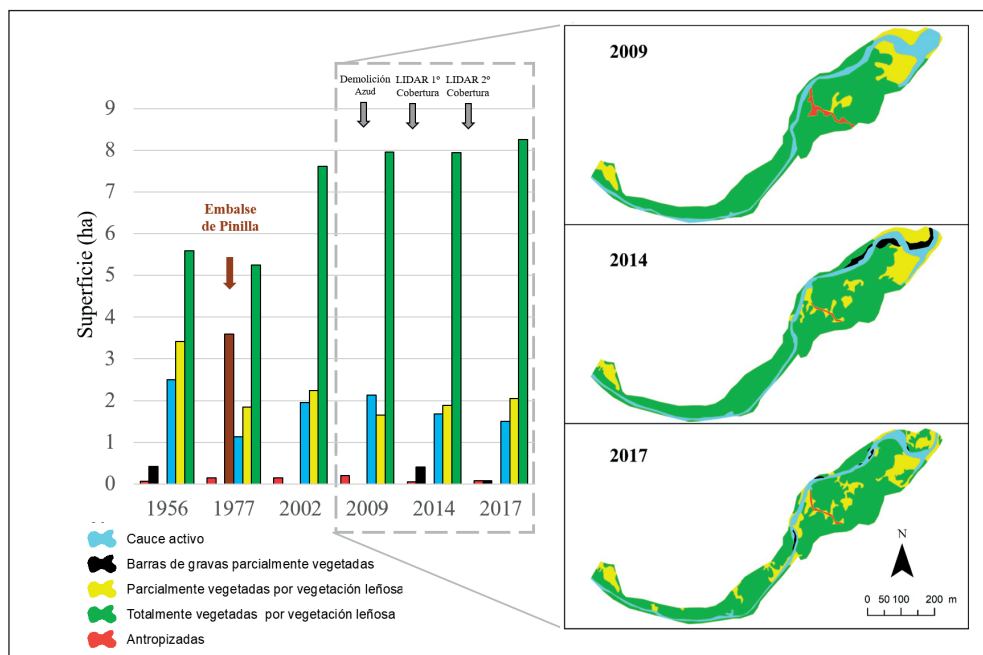 Demolición
Azud
LIDAR 1º
Cobertura
LIDAR 2º
Cobertura
Superficie (ha)
9
8
7
6
5
4
3
2
1
0
Embalse
de Pinilla
1956
1977
2002
2009
2014
2017
Cauce activo
Barras de gravas parcialmente vegetadas
Parcialmente vegetadas por vegetación leñosa
Totalmente vegetadas por vegetación leñosa
Antropizadas
2009
2014
2017
N
0 50 100 200 m